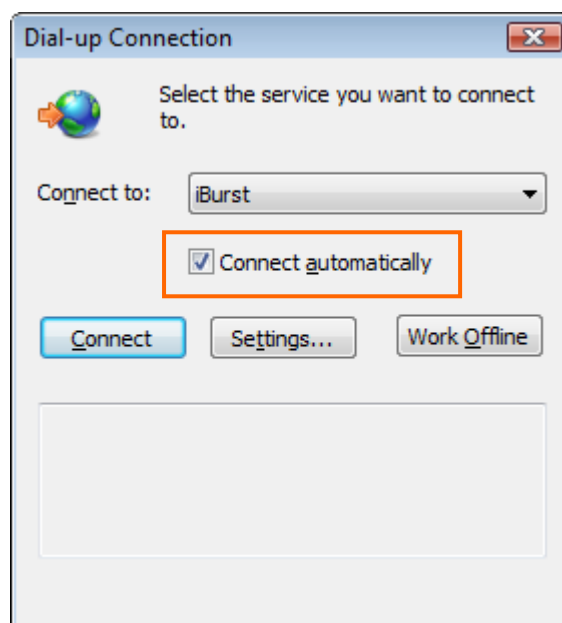 Dial-up Connection
Select the service you want to connect
to.
Connect to:
iBurst
Connect automatically
Connect
Settings...
Work Offline